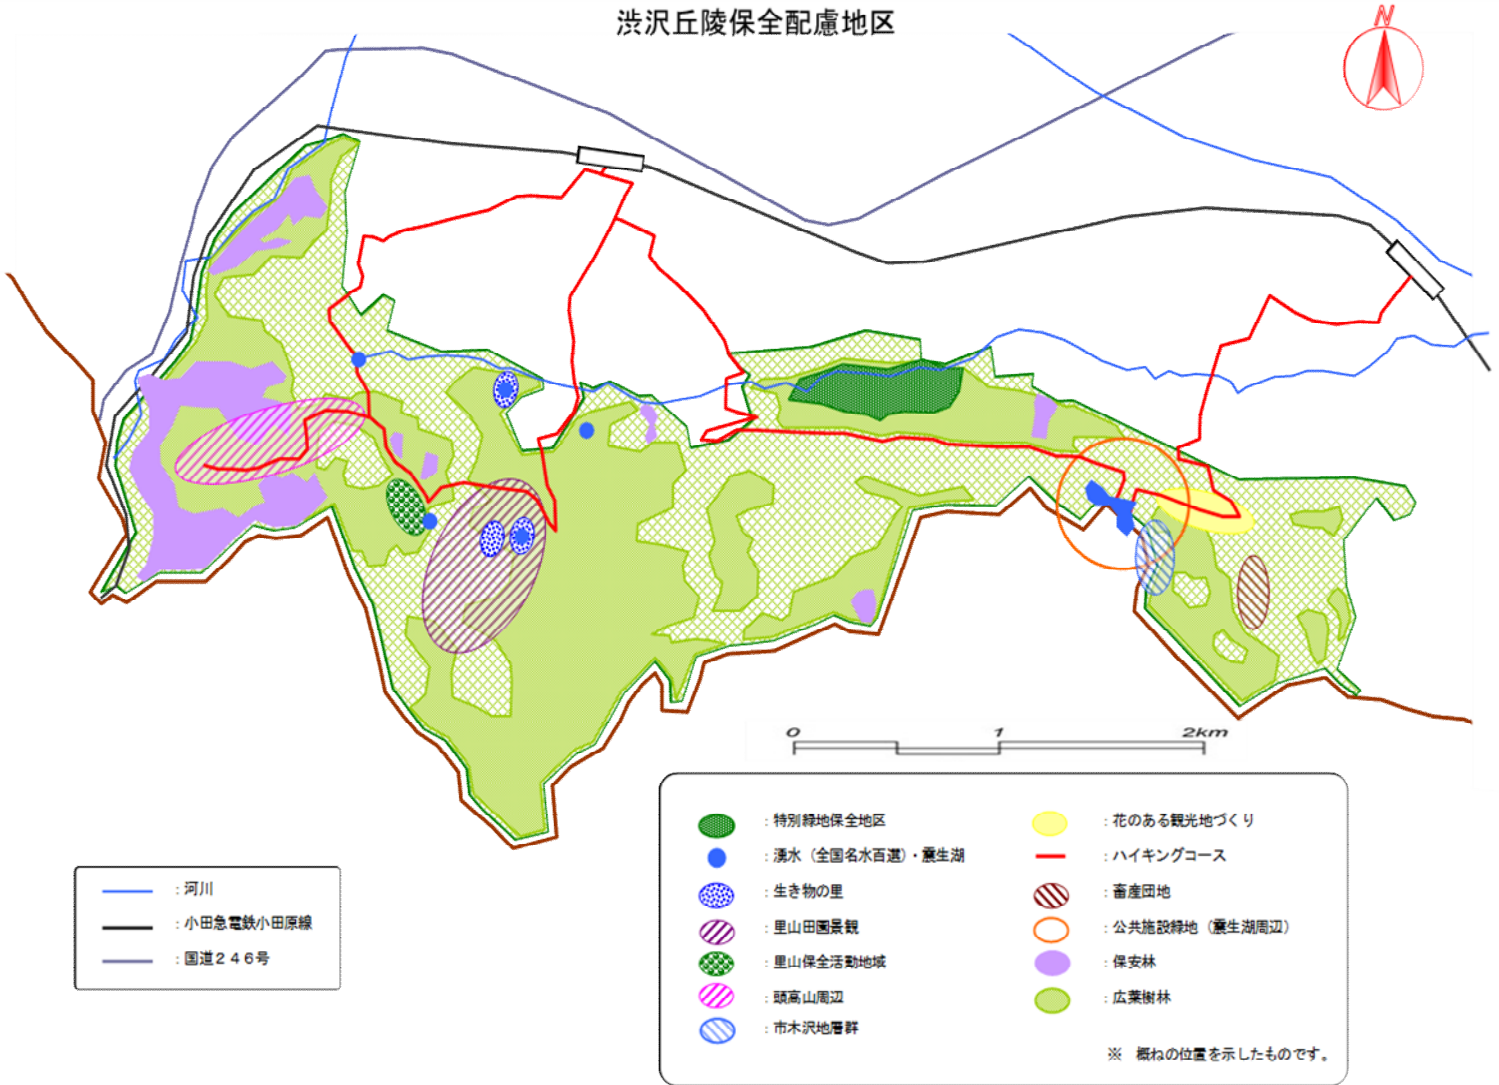 渋沢丘陵保全配慮地区
N
0 1 2km
:特別緑地保全地区
:湧水(全国名水百選)・震生湖
:生き物の里
:里山田園景観
:里山保全活動地域
:頭高山周辺
:市木沢地層群
:花のある観光地づくり
:ハイキングコース
:畜産団地
:公共施設緑地(震生湖周辺)
:保安林
:広葉樹林
※ 概ねの位置を示したものです。
:河川
:小田急電鉄小田原線
:国道246号